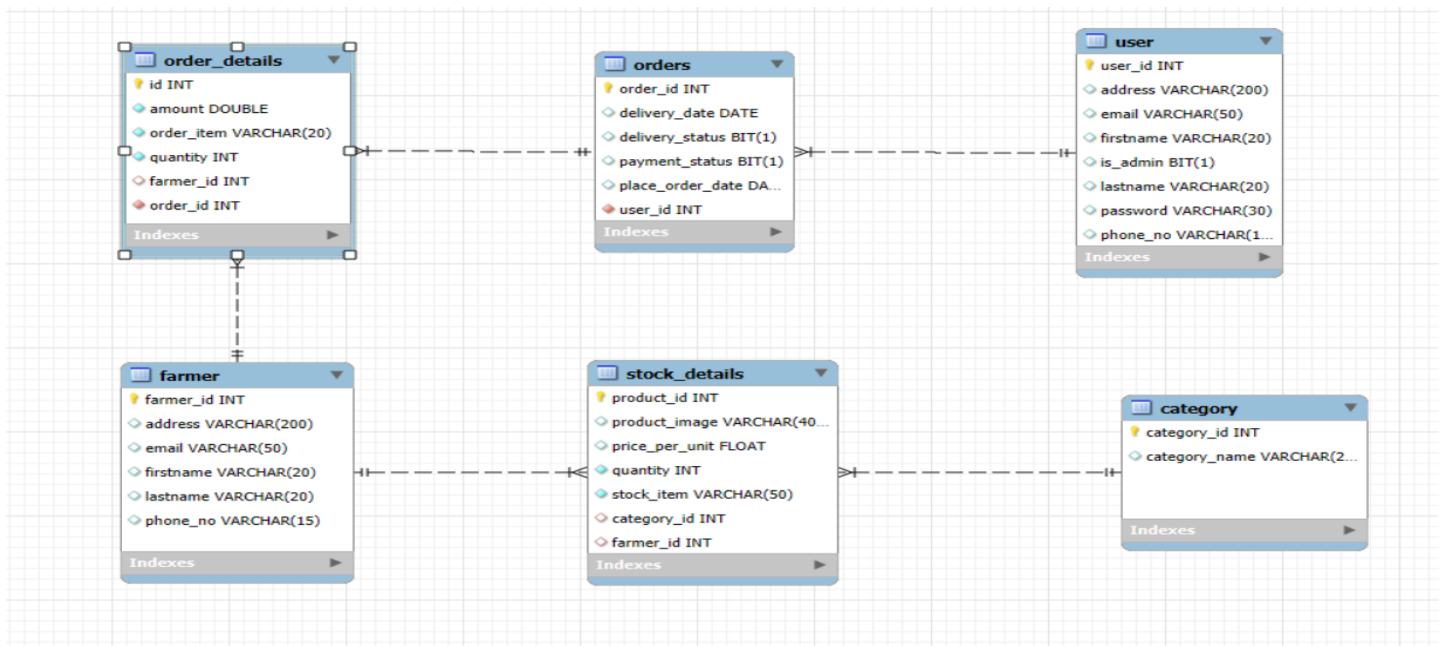 order_details
id INT
amount DOUBLE
order_item VARCHAR(20)
quantity INT
farmer_id INT
order_id INT
Indexes
orders
order_id INT
delivery_date DATE
delivery_status BIT(1)
payment_status BIT(1)
place_order_date DA...
user_id INT
Indexes
user
user_id INT
address VARCHAR(200)
email VARCHAR(50)
firstname VARCHAR(20)
is_admin BIT(1)
lastname VARCHAR(20)
password VARCHAR(30)
phone_no VARCHAR(1...
Indexes
farmer
farmer_id INT
address VARCHAR(200)
email VARCHAR(50)
firstname VARCHAR(20)
lastname VARCHAR(20)
phone_no VARCHAR(15)
Indexes
stock_details
product_id INT
product_image VARCHAR(40...
price_per_unit FLOAT
quantity INT
stock_item VARCHAR(50)
category_id INT
farmer_id INT
Indexes
category
category_id INT
category_name VARCHAR(2...
Indexes